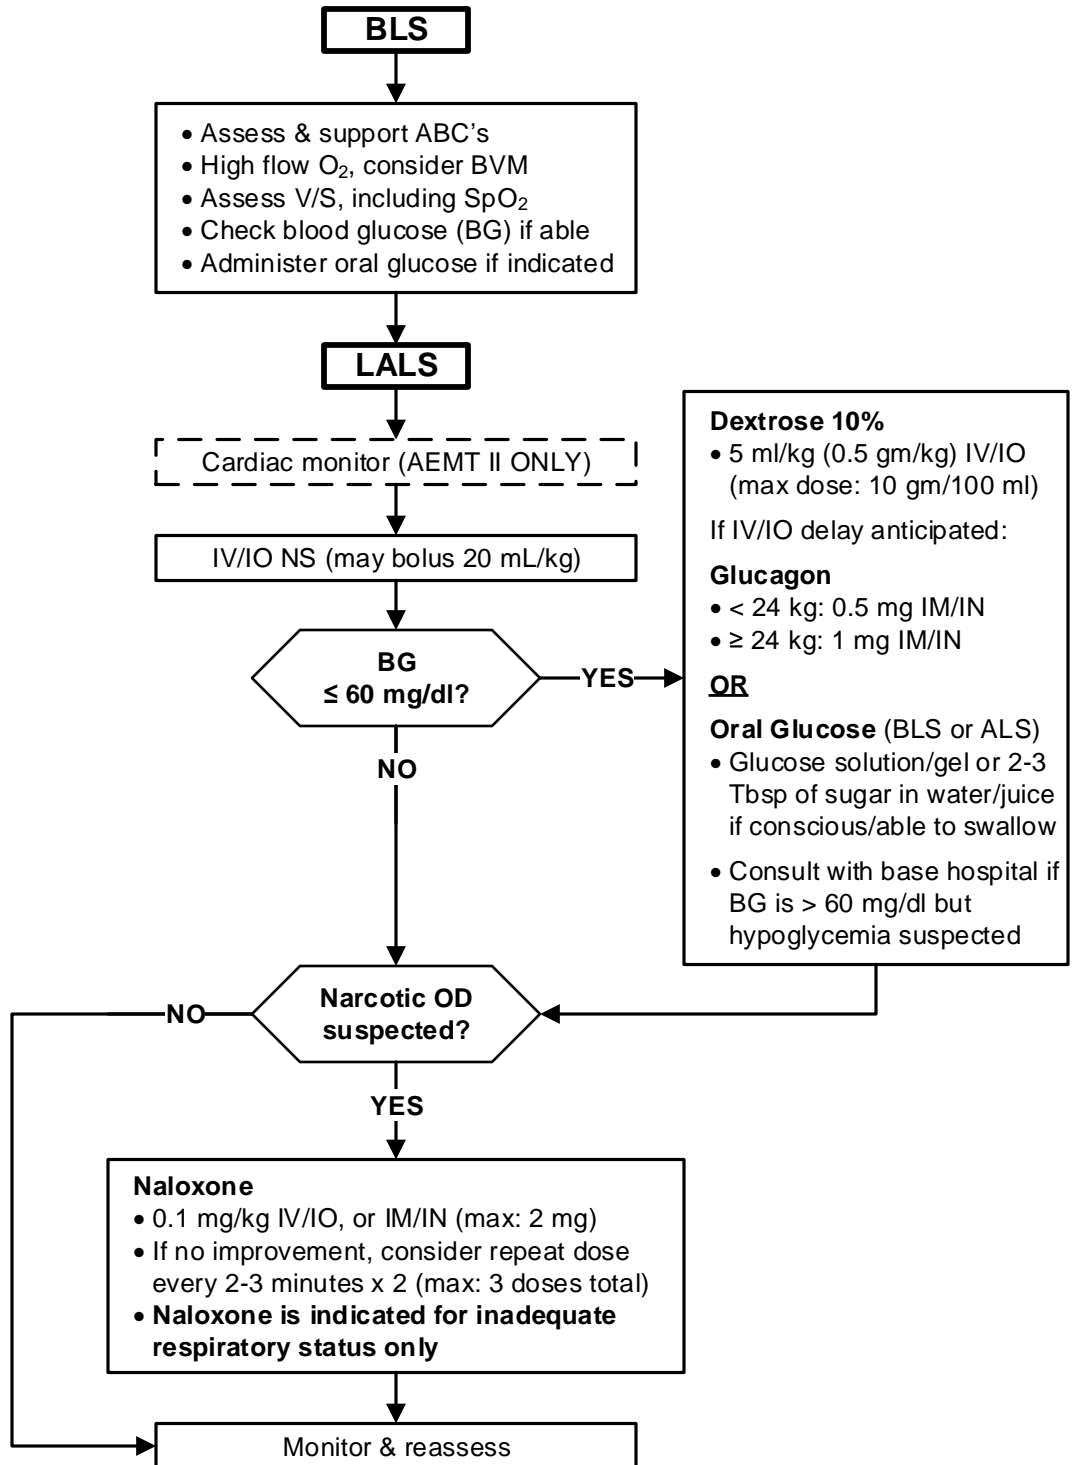 BLS
• Assess & support ABC’s
• High flow O₂, consider BVM
• Assess V/S, including SpO₂
• Check blood glucose (BG) if able
• Administer oral glucose if indicated
LALS
Cardiac monitor (AEMT II ONLY)
IV/IO NS (may bolus 20 mL/kg)
BG
≤ 60 mg/dl?
YES
NO
Dextrose 10%
• 5 ml/kg (0.5 gm/kg) IV/IO
(max dose: 10 gm/100 ml)
If IV/IO delay anticipated:
Glucagon
• < 24 kg: 0.5 mg IM/IN
• ≥ 24 kg: 1 mg IM/IN
OR
Oral Glucose (BLS or ALS)
• Glucose solution/gel or 2-3
Tbsp of sugar in water/juice
if conscious/able to swallow
• Consult with base hospital if
BG is > 60 mg/dl but
hypoglycemia suspected
Narcotic OD
suspected?
NO
YES
Naloxone
• 0.1 mg/kg IV/IO, or IM/IN (max: 2 mg)
• If no improvement, consider repeat dose
every 2-3 minutes x 2 (max: 3 doses total)
• Naloxone is indicated for inadequate
respiratory status only
Monitor & reassess